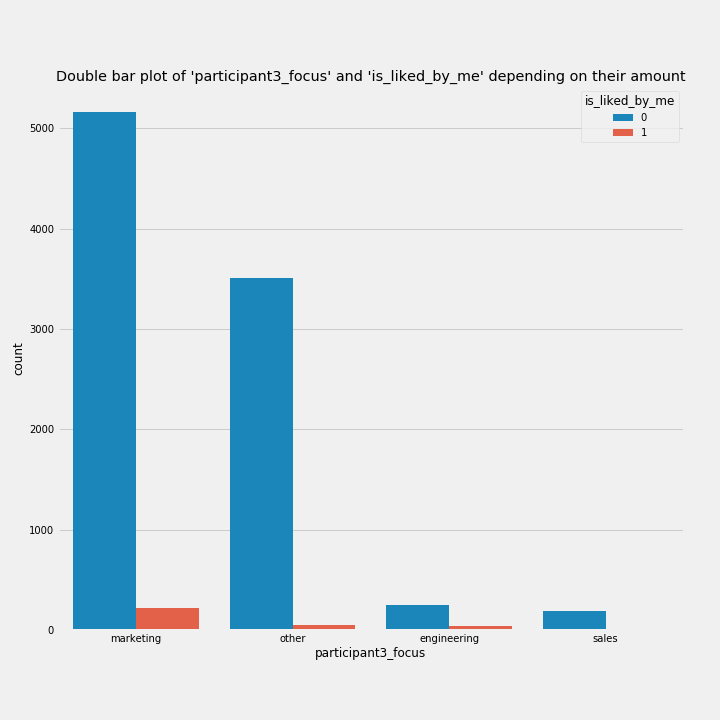 Double bar plot of 'participant3_focus' and 'is_liked_by_me' depending on their amount
is_liked_by_me
0
1
5000
4000
3000
2000
1000
0
count
marketing other engineering sales
participant3_focus